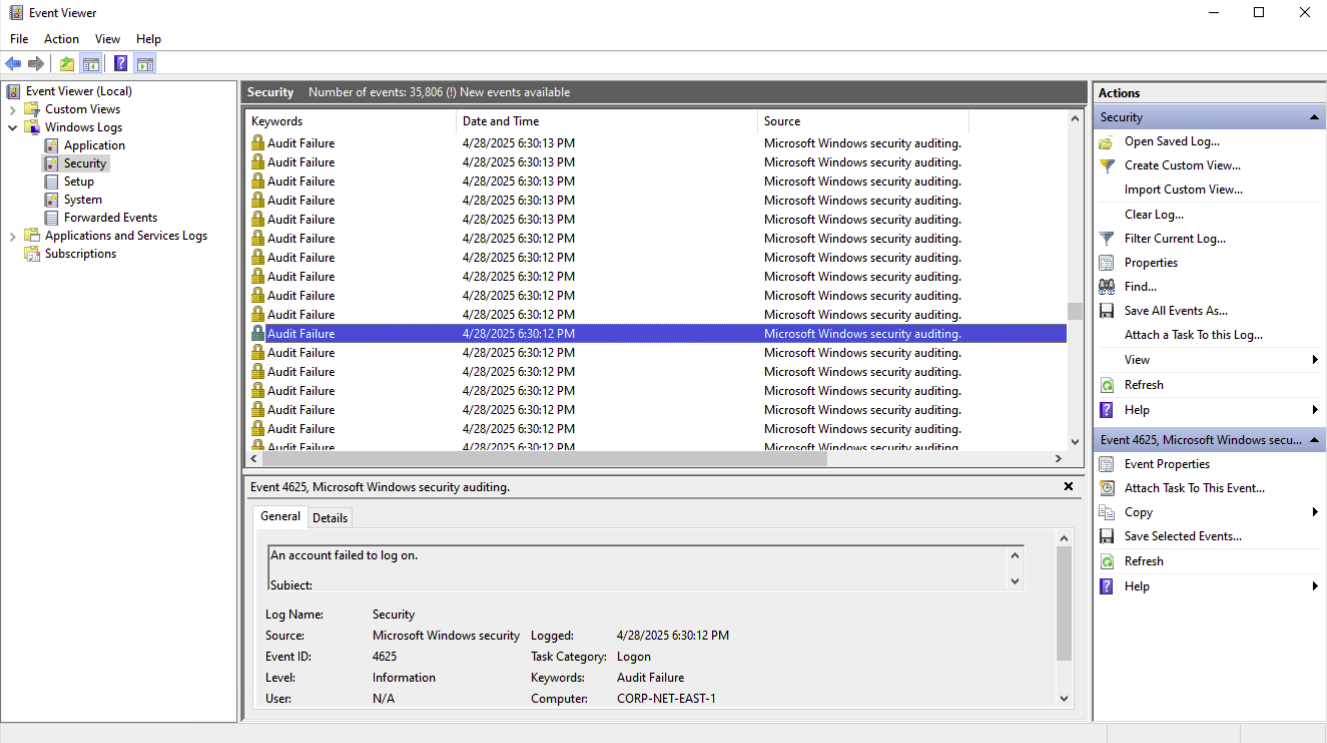 Event Viewer
File Action View Help
Event Viewer (Local)
Custom Views
Windows Logs
Application
Security
Setup
System
Forwarded Events
Applications and Services Logs
Subscriptions
Security Number of events: 35,806 (!) New events available
Keywords Date and Time Source
Audit Failure 4/28/2025 6:30:13 PM Microsoft Windows security auditing.
Audit Failure 4/28/2025 6:30:13 PM Microsoft Windows security auditing.
Audit Failure 4/28/2025 6:30:13 PM Microsoft Windows security auditing.
Audit Failure 4/28/2025 6:30:13 PM Microsoft Windows security auditing.
Audit Failure 4/28/2025 6:30:13 PM Microsoft Windows security auditing.
Audit Failure 4/28/2025 6:30:12 PM Microsoft Windows security auditing.
Audit Failure 4/28/2025 6:30:12 PM Microsoft Windows security auditing.
Audit Failure 4/28/2025 6:30:12 PM Microsoft Windows security auditing.
Audit Failure 4/28/2025 6:30:12 PM Microsoft Windows security auditing.
Audit Failure 4/28/2025 6:30:12 PM Microsoft Windows security auditing.
Audit Failure 4/28/2025 6:30:12 PM Microsoft Windows security auditing.
Audit Failure 4/28/2025 6:30:12 PM Microsoft Windows security auditing.
Audit Failure 4/28/2025 6:30:12 PM Microsoft Windows security auditing.
Audit Failure 4/28/2025 6:30:12 PM Microsoft Windows security auditing.
Audit Failure 4/28/2025 6:30:12 PM Microsoft Windows security auditing.
Audit Failure 4/28/2025 6:30:12 PM Microsoft Windows security auditing.
Audit Failure 4/28/2025 6:30:12 PM Microsoft Windows security auditing.
Event 4625, Microsoft Windows security auditing.
General Details
An account failed to log on.
Subject:
Log Name: Security
Source: Microsoft Windows security Logged: 4/28/2025 6:30:12 PM
Event ID: 4625 Task Category: Logon
Level: Information Keywords: Audit Failure
User: N/A Computer: CORP-NET-EAST-1
Actions
Security
Open Saved Log...
Create Custom View...
Import Custom View...
Clear Log...
Filter Current Log...
Properties
Find...
Save All Events As...
Attach a Task To this Log...
View
Refresh
Help
Event 4625, Microsoft Windows secu...
Event Properties
Attach Task To This Event...
Copy
Save Selected Events...
Refresh
Help